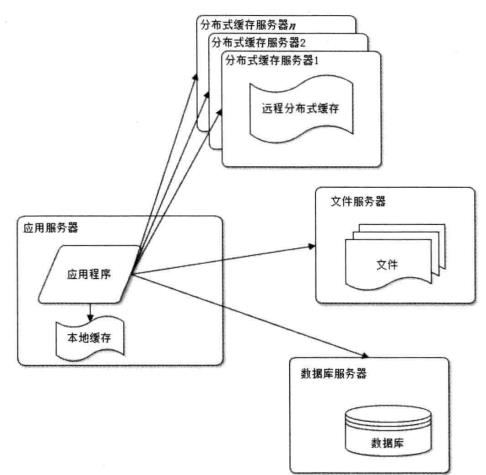 分布式缓存服务器n
分布式缓存服务器2
分布式缓存服务器1
远程分布式缓存
文件服务器
应用服务器
文件
应用程序
本地缓存
数据库服务器
数据库